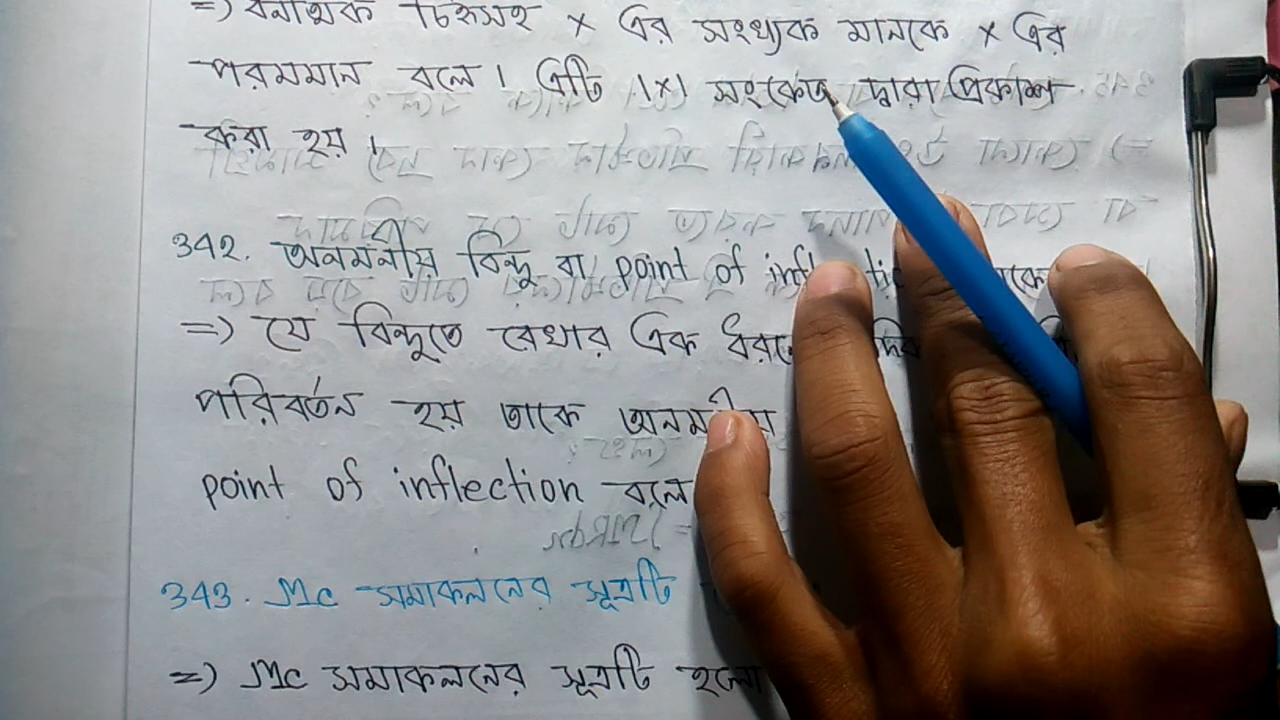 =) ধনাত্মক চিহ্নসহ x এর সংখ্যক মানকে x এর
পরমমান বলে। এটি |x| সংকেত দ্বারা প্রকাশ
করা হয়।
342. অনমনীয় বিন্দু বা point of
=) যে বিন্দুতে রেখার এক
পরিবর্তন হয় তাকে অনমনীয়
point of inflection বলে
343. Mc সমাকলনের সূত্রটি
=) Mc সমাকলনের সূত্রটি হলো